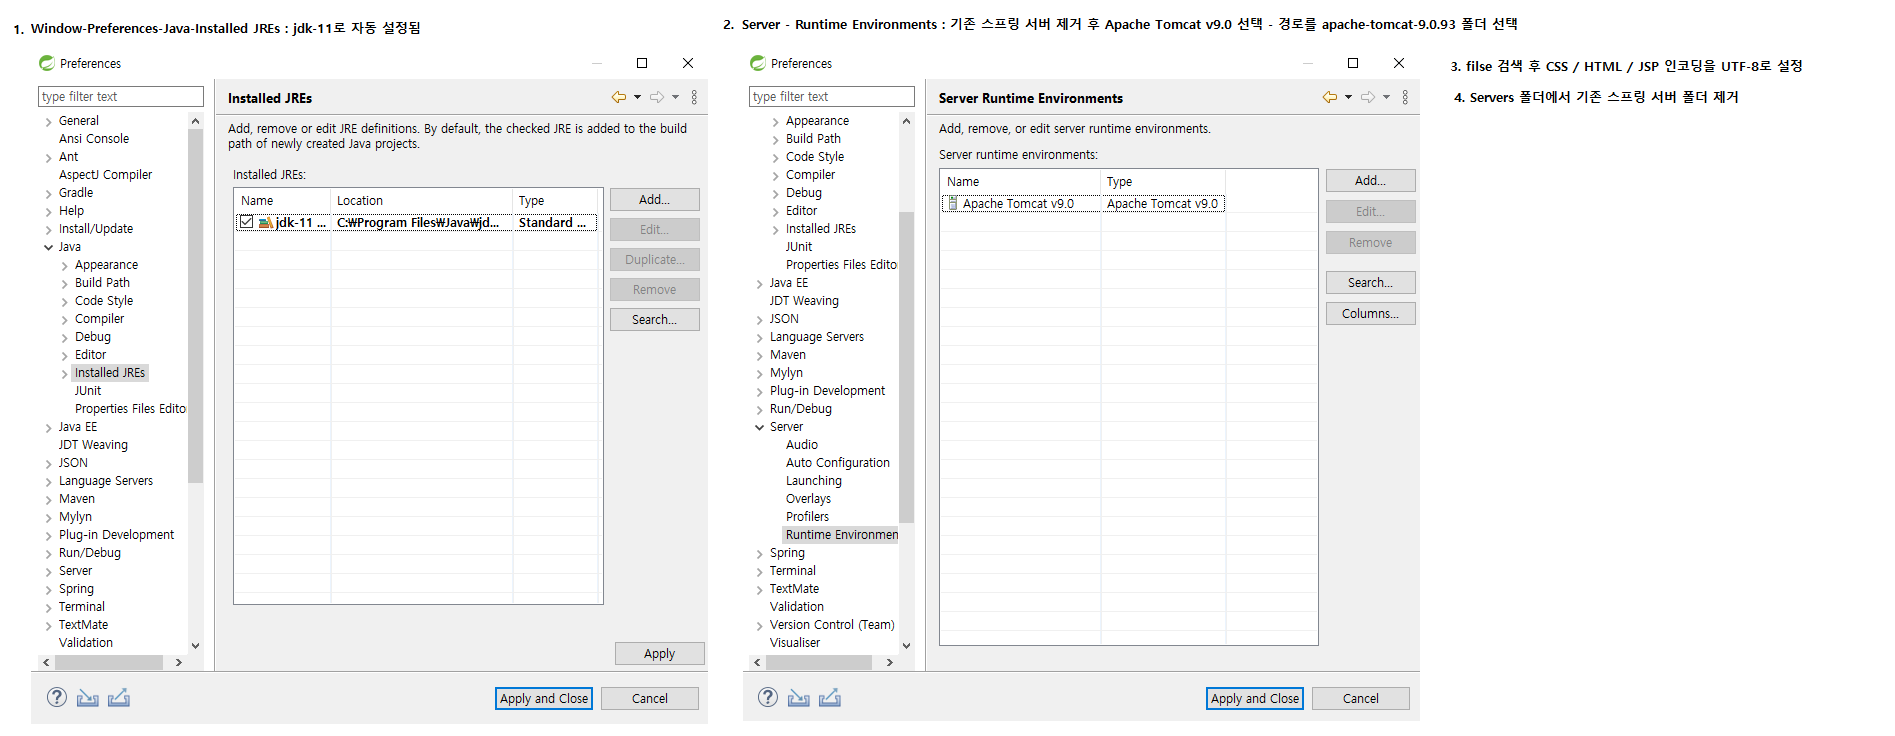 1. Window-Preferences-Java-Installed JREs : jdk-11로 자동 설정됨
Preferences
type filter text
General
Ansi Console
Ant
AspectJ Compiler
Gradle
Help
Install/Update
Java
Appearance
Build Path
Code Style
Compiler
Debug
Editor
Installed JREs
JUnit
Properties Files Edito
Java EE
JDT Weaving
JSON
Language Servers
Maven
Mylyn
Plug-in Development
Run/Debug
Server
Spring
Terminal
TextMate
Validation
Installed JREs
Add, remove or edit JRE definitions. By default, the checked JRE is added to the build
path of newly created Java projects.
Installed JREs:
Name Location Type
jdk-11 ... C:₩Program Files₩Java₩jd... Standard ...
Add...
Edit...
Duplicate...
Remove
Search...
Apply
Apply and Close
Cancel
2. Server - Runtime Environments : 기존 스프링 서버 제거 후 Apache Tomcat v9.0 선택 - 경로를 apache-tomcat-9.0.93 폴더 선택
Preferences
type filter text
Appearance
Build Path
Code Style
Compiler
Debug
Editor
Installed JREs
JUnit
Properties Files Edito
Java EE
JDT Weaving
JSON
Language Servers
Maven
Mylyn
Plug-in Development
Run/Debug
Server
Audio
Auto Configuration
Launching
Overlays
Profilers
Runtime Environmen
Spring
Terminal
TextMate
Validation
Version Control (Team)
Visualiser
Server Runtime Environments
Add, remove, or edit server runtime environments.
Server runtime environments:
Name Type
Apache Tomcat v9.0 Apache Tomcat v9.0
Add...
Edit...
Remove
Search...
Columns...
Apply and Close
Cancel
3. filse 검색 후 CSS / HTML / JSP 인코딩을 UTF-8로 설정
4. Servers 폴더에서 기존 스프링 서버 폴더 제거